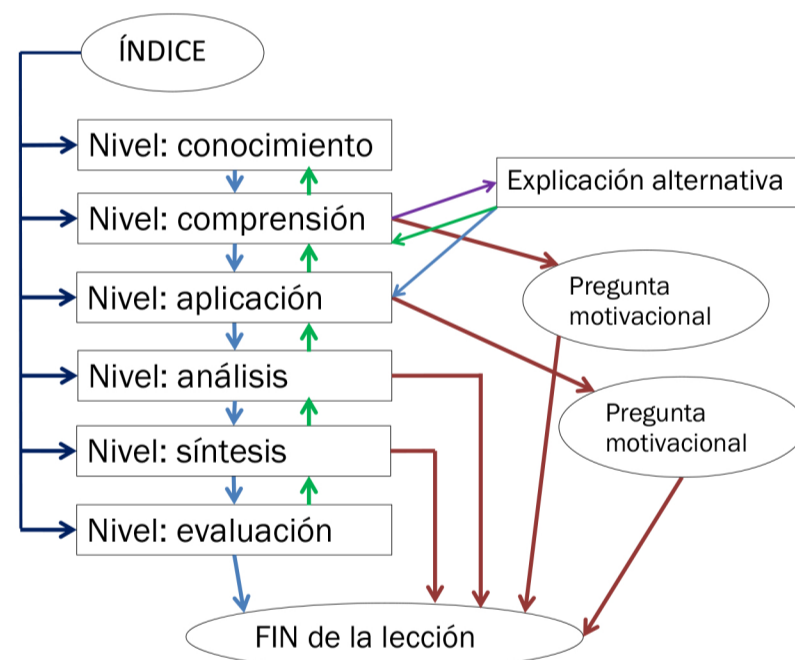 ÍNDICE
Nivel: conocimiento
Explicación alternativa
Nivel: comprensión
Pregunta
motivacional
Nivel: aplicación
Nivel: análisis
Pregunta
motivacional
Nivel: síntesis
Nivel: evaluación
FIN de la lección